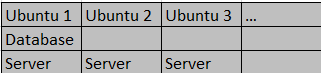 Ubuntu 1 Ubuntu 2 Ubuntu 3 ...
Database
Server Server Server